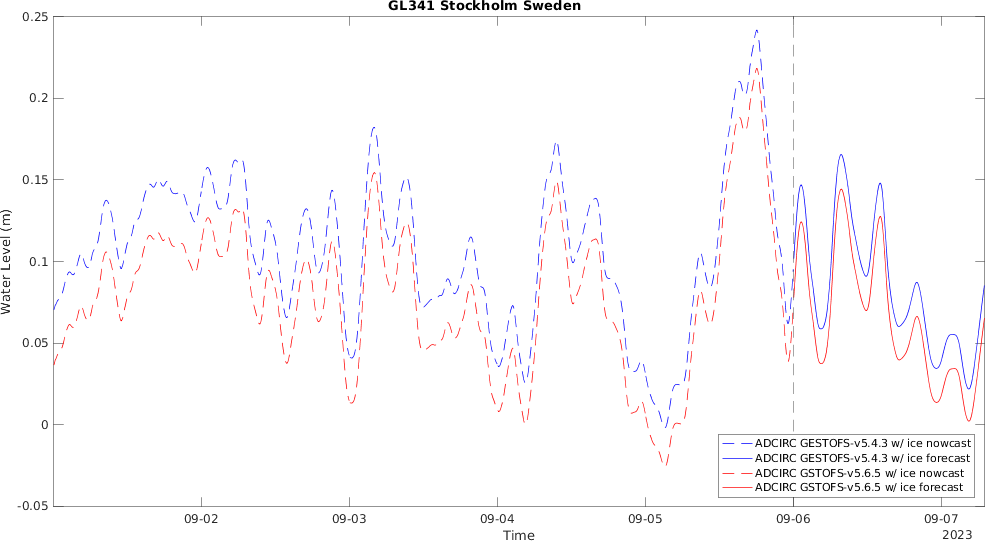 GL341 Stockholm Sweden
0.25
0.2
0.15
0.1
0.05
0
-0.05
Water Level (m)
09-02
09-03
09-04
09-05
09-06
09-07
Time
2023
ADCIRC GESTOFS-v5.4.3 w/ ice nowcast
ADCIRC GESTOFS-v5.4.3 w/ ice forecast
ADCIRC GSTOFS-v5.6.5 w/ ice nowcast
ADCIRC GSTOFS-v5.6.5 w/ ice forecast